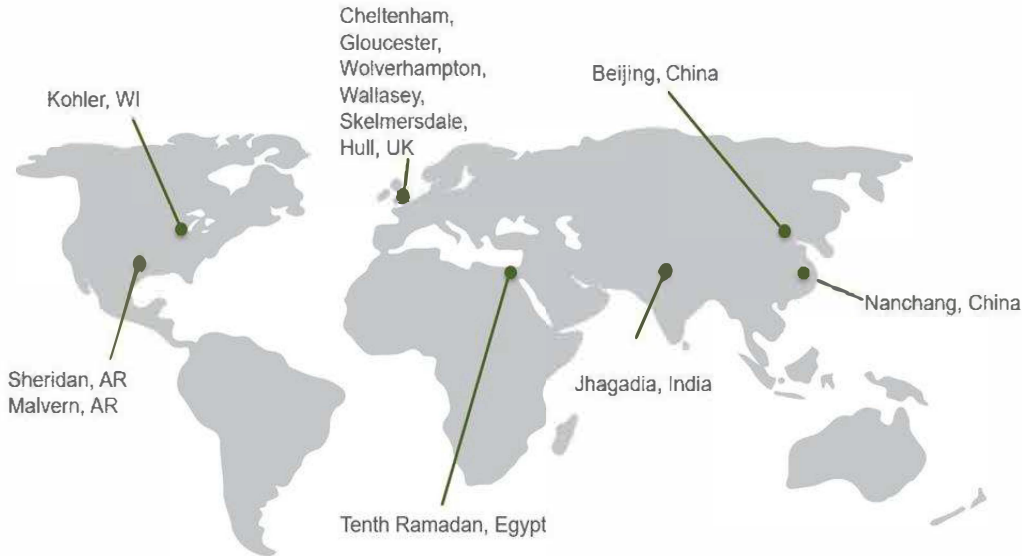 Cheltenham,
Gloucester,
Wolverhampton,
Wallasey,
Skelmersdale,
Hull, UK
Beijing, China
Kohler, WI
Nanchang, China
Sheridan, AR
Malvern, AR
Jhagadia, India
Tenth Ramadan, Egypt